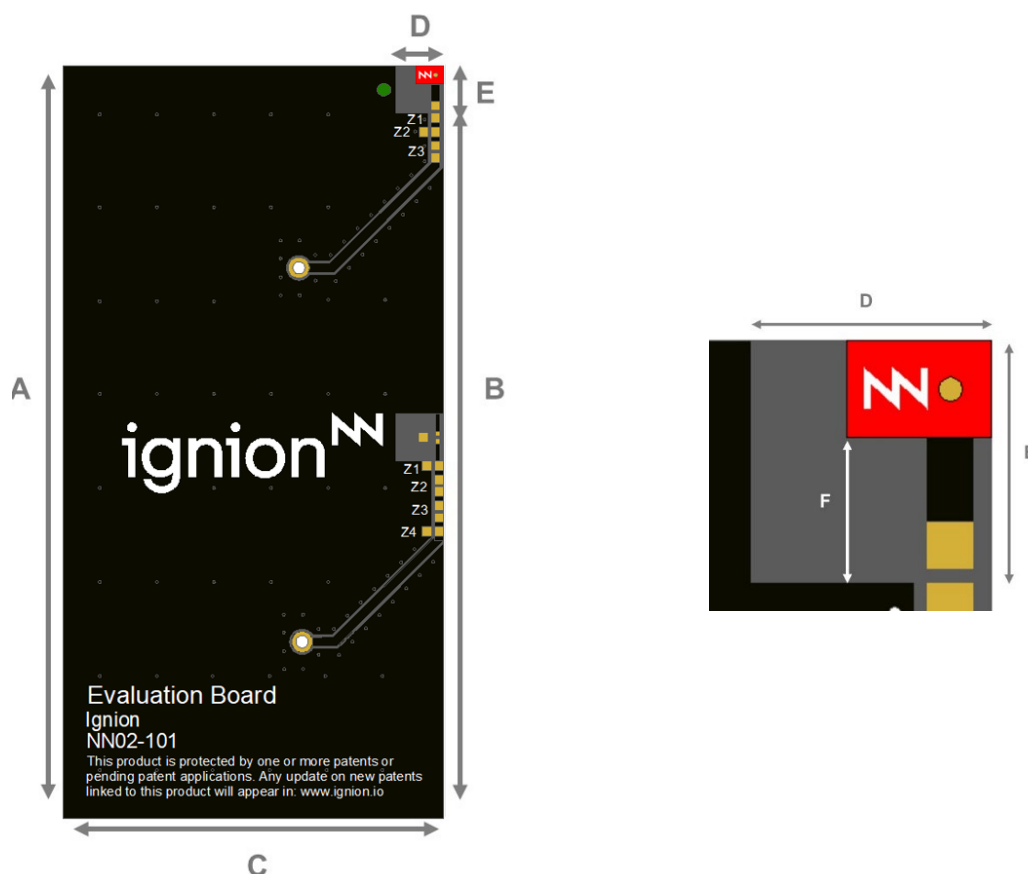 D
E
Z1
Z2
Z3
A
B
ignion
Z1
Z2
Z3
Z4
Evaluation Board
Ignion
NN02-101
This product is protected by one or more patents or
pending patent applications. Any update on new patents
linked to this product will appear in: www.ignion.io
C
D
F